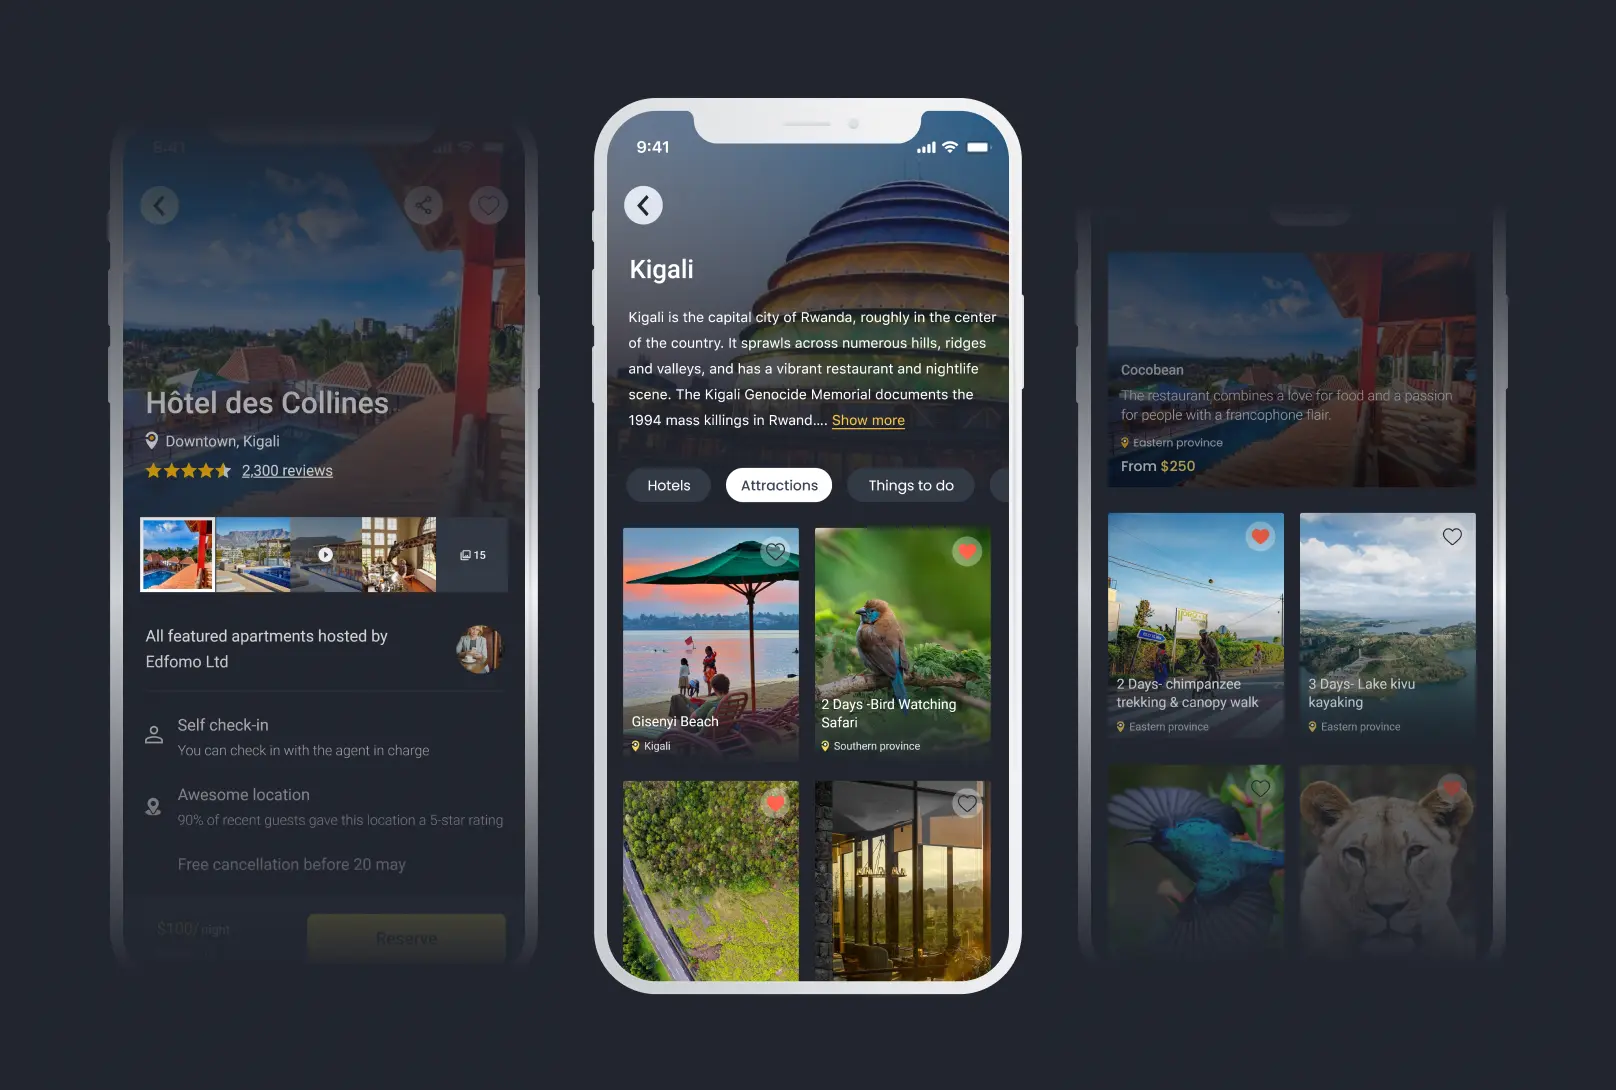 9:41
Hôtel des Collines
Downtown, Kigali
2,300 reviews
15
All featured apartments hosted by
Edfomo Ltd
Self check-in
You can check in with the agent in charge
Awesome location
90% of recent guests gave this location a 5-star rating
Free cancellation before 20 may
$100/ night
Reserve
9:41
Kigali
Kigali is the capital city of Rwanda, roughly in the center
of the country. It sprawls across numerous hills, ridges
and valleys, and has a vibrant restaurant and nightlife
scene. The Kigali Genocide Memorial documents the
1994 mass killings in Rwand.... Show more
Hotels
Attractions
Things to do
Gisenyi Beach
Kigali
2 Days -Bird Watching
Safari
Southern province
Cocobean
The restaurant combines a love for food and a passion
for people with a francophone flair.
Eastern province
From $250
2 Days- chimpanzee
trekking & canopy walk
Eastern province
3 Days- Lake kivu
kayaking
Eastern province